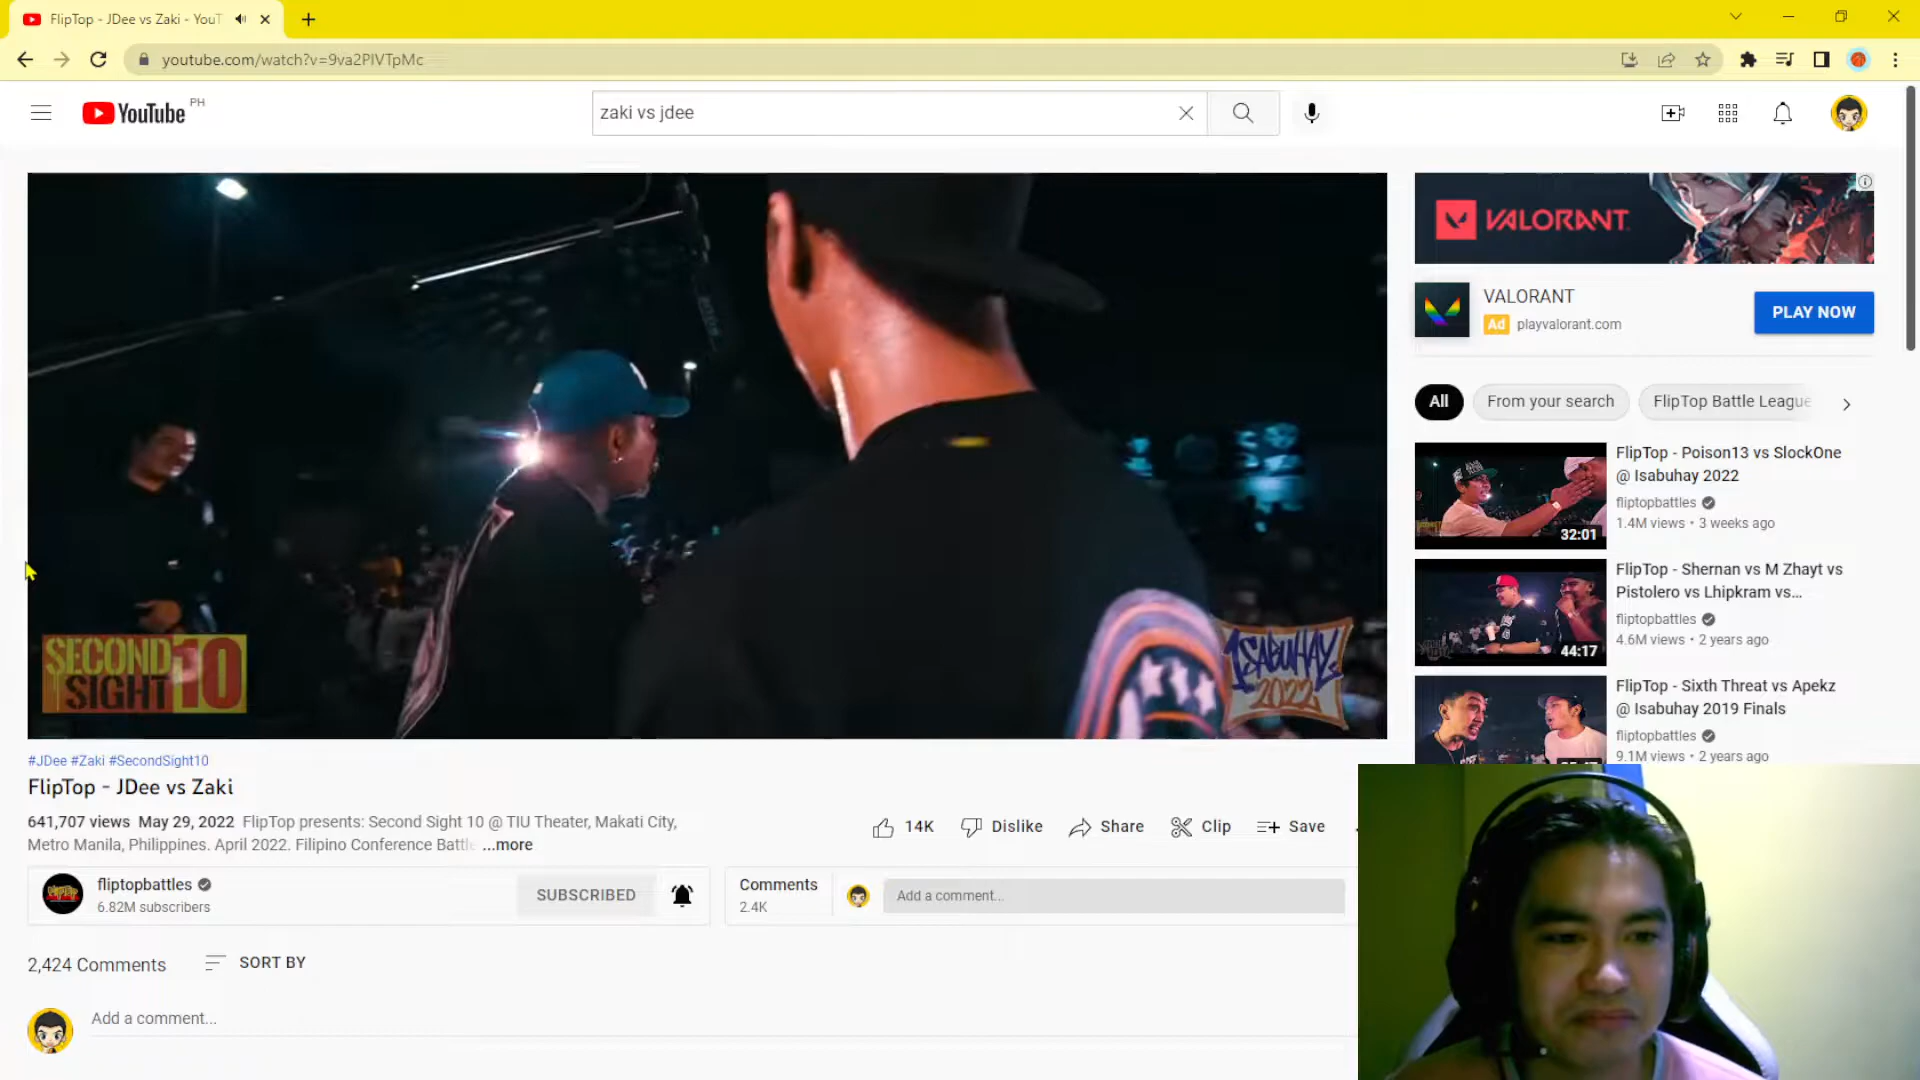 FlipTop - JDee vs Zaki - YouT
youtube.com/watch?v=9va2PIVTpMc
YouTube PH
zaki vs jdee
SECOND
SIGHT 10
ISABUHAY
2022
#JDee #Zaki #SecondSight10
FlipTop - JDee vs Zaki
641,707 views May 29, 2022 FlipTop presents: Second Sight 10 @ TIU Theater, Makati City,
Metro Manila, Philippines. April 2022. Filipino Conference Battle ...more
14K Dislike Share Clip Save
fliptopbattles
6.82M subscribers
SUBSCRIBED
Comments
2.4K
Add a comment...
2,424 Comments SORT BY
Add a comment...
VALORANT
VALORANT
Ad playvalorant.com
PLAY NOW
All From your search FlipTop Battle League
FlipTop - Poison13 vs SlockOne
@ Isabuhay 2022
fliptopbattles
1.4M views • 3 weeks ago
32:01
FlipTop - Shernan vs M Zhayt vs
Pistolero vs Lhipkram vs...
fliptopbattles
4.6M views • 2 years ago
44:17
FlipTop - Sixth Threat vs Apekz
@ Isabuhay 2019 Finals
fliptopbattles
9.1M views • 2 years ago